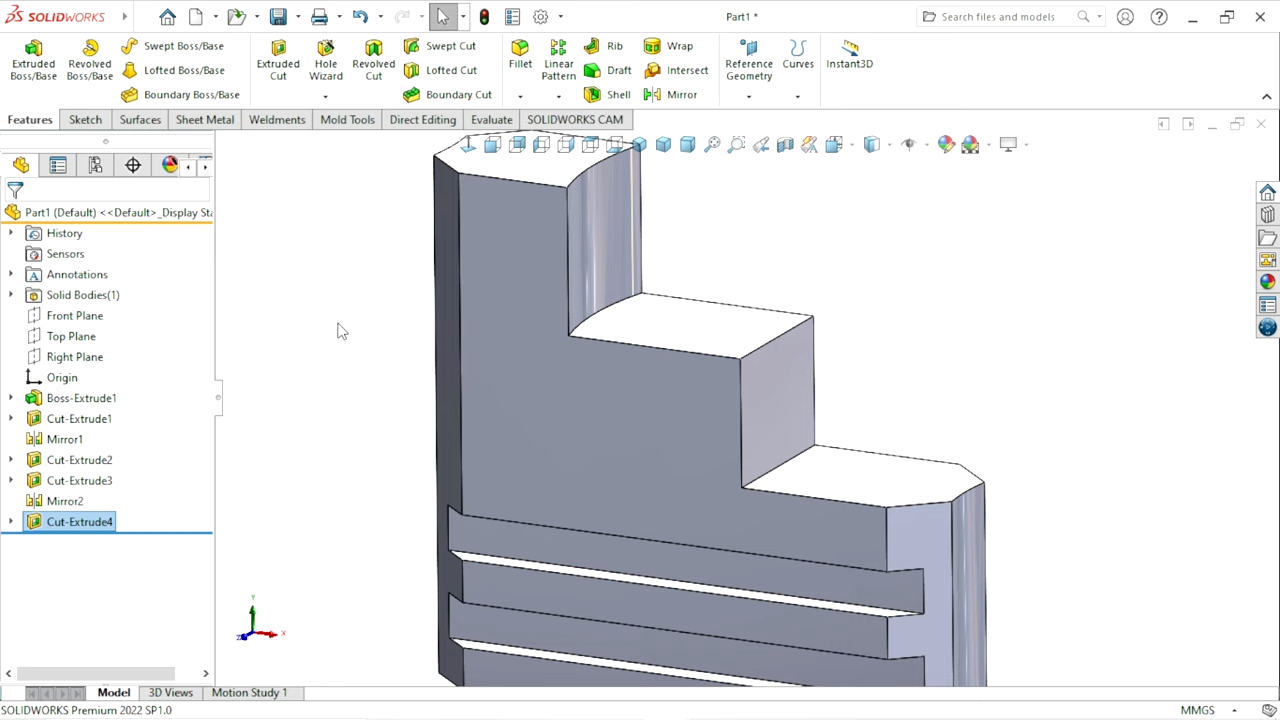 SOLIDWORKS
Part1 *
Search files and models
Extruded Boss/Base
Revolved Boss/Base
Swept Boss/Base
Lofted Boss/Base
Boundary Boss/Base
Extruded Cut
Hole Wizard
Revolved Cut
Swept Cut
Lofted Cut
Boundary Cut
Fillet
Linear Pattern
Rib
Draft
Shell
Wrap
Intersect
Mirror
Reference Geometry
Curves
Instant3D
Features
Sketch
Surfaces
Sheet Metal
Weldments
Mold Tools
Direct Editing
Evaluate
SOLIDWORKS CAM
Part1 (Default) <<Default>_Display Sta
History
Sensors
Annotations
Solid Bodies(1)
Front Plane
Top Plane
Right Plane
Origin
Boss-Extrude1
Cut-Extrude1
Mirror1
Cut-Extrude2
Cut-Extrude3
Mirror2
Cut-Extrude4
Y
X
Z
Model
3D Views
Motion Study 1
SOLIDWORKS Premium 2022 SP1.0
MMGS